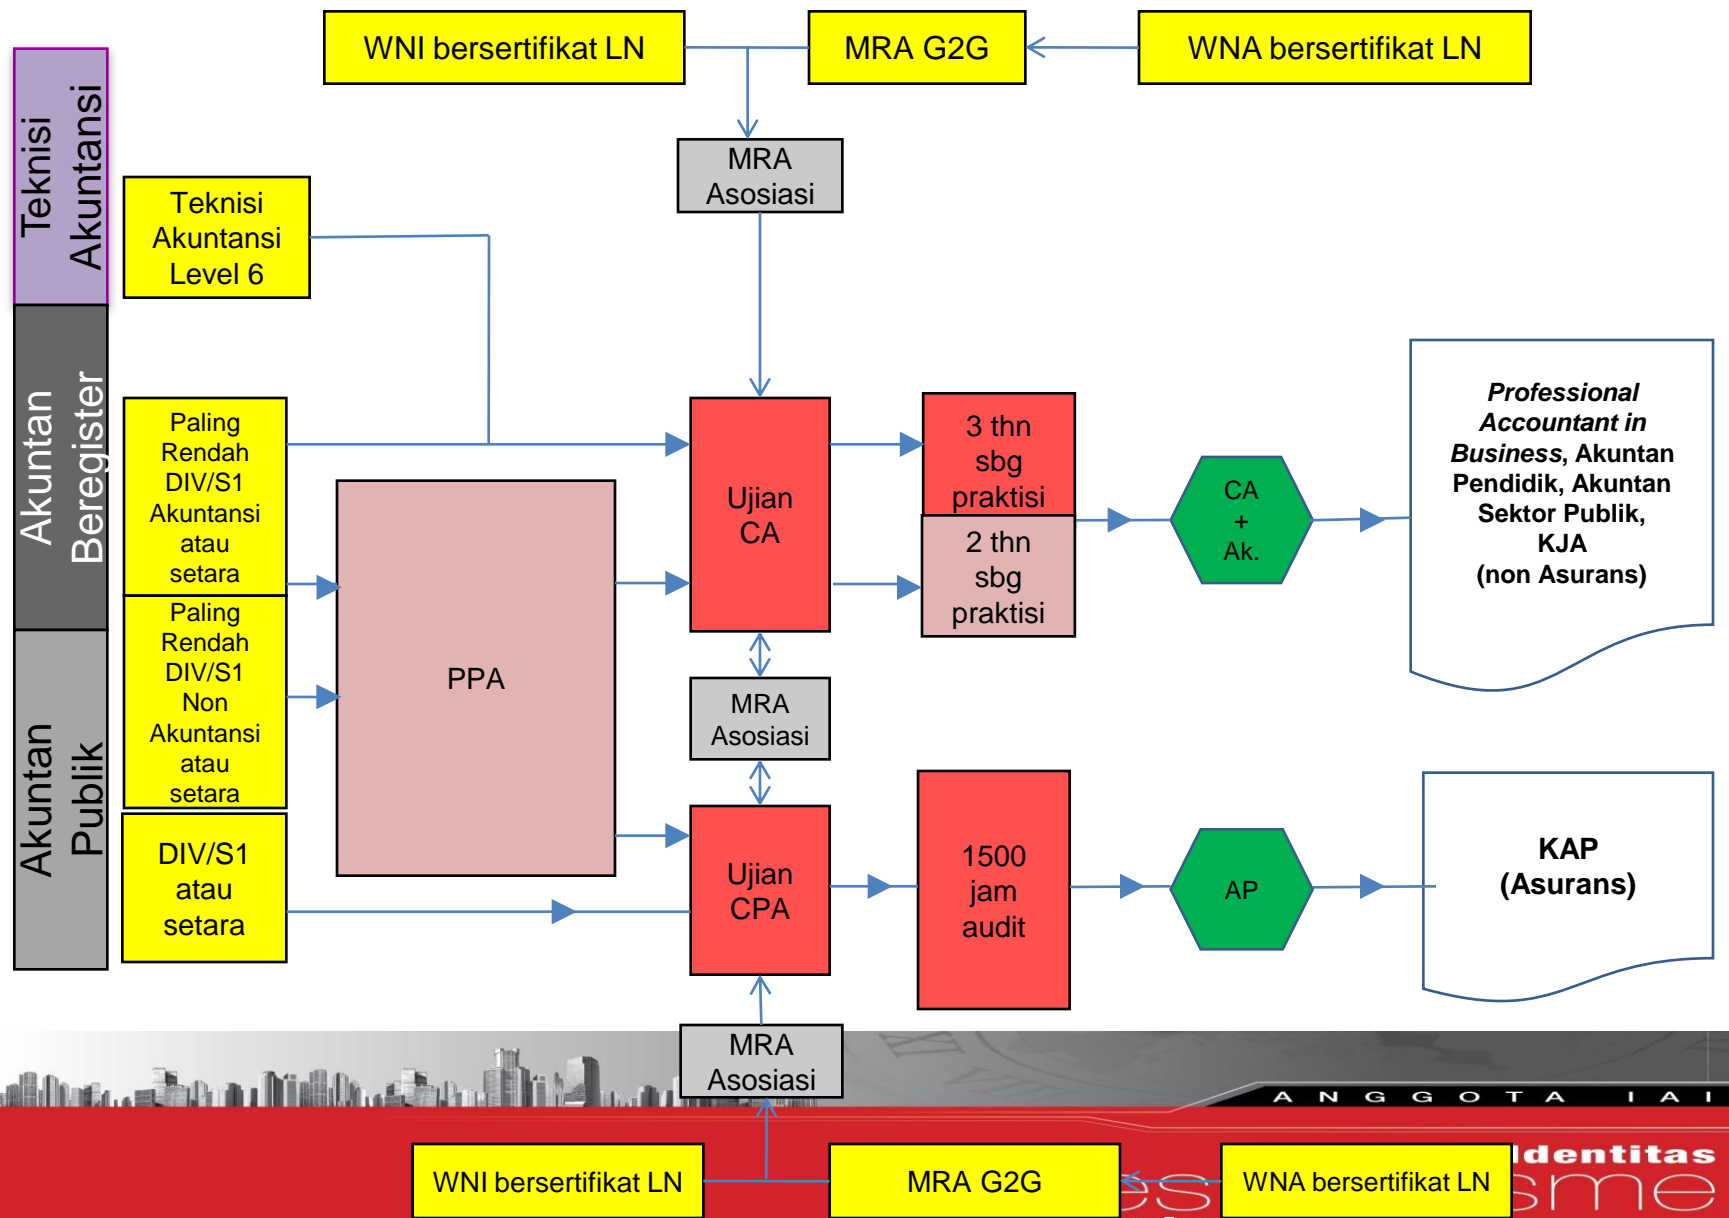 WNI bersertifikat LN
MRA G2G
WNA bersertifikat LN
MRA
Asosiasi
Teknisi
Akuntansi
Teknisi
Akuntansi
Level 6
Akuntan
Beregister
Paling
Rendah
DIV/S1
Akuntansi
atau
setara
Ujian
CA
3 thn
sbg
praktisi
2 thn
sbg
praktisi
CA
+
Ak.
Professional
Accountant in
Business, Akuntan
Pendidik, Akuntan
Sektor Publik,
KJA
(non Asurans)
Paling
Rendah
DIV/S1
Non
Akuntansi
atau
setara
PPA
MRA
Asosiasi
Akuntan
Publik
DIV/S1
atau
setara
Ujian
CPA
1500
jam
audit
AP
KAP
(Asurans)
MRA
Asosiasi
ANGGOTA IAI
WNI bersertifikat LN
MRA G2G
WNA bersertifikat LN
Identitas